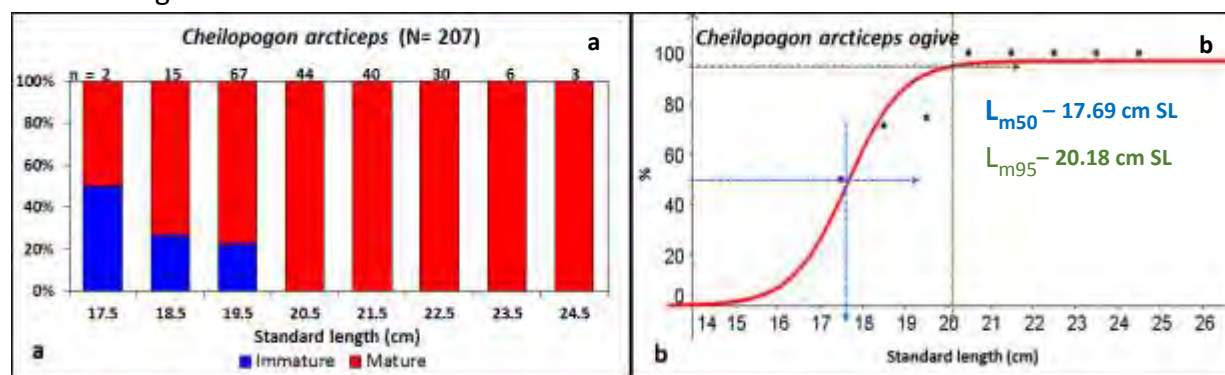 Cheilopogon arcticeps (N= 207) a
n = 2 15 67 44 40 30 6 3
100%
80%
60%
40%
20%
0%
17.5 18.5 19.5 20.5 21.5 22.5 23.5 24.5
Standard length (cm)
a
Immature Mature
Cheilopogon arcticeps ogive b
100
80
60
40
20
0
%
Lm50 – 17.69 cm SL
Lm95– 20.18 cm SL
14 15 16 17 18 19 20 21 22 23 24 25 26
Standard length (cm)
b